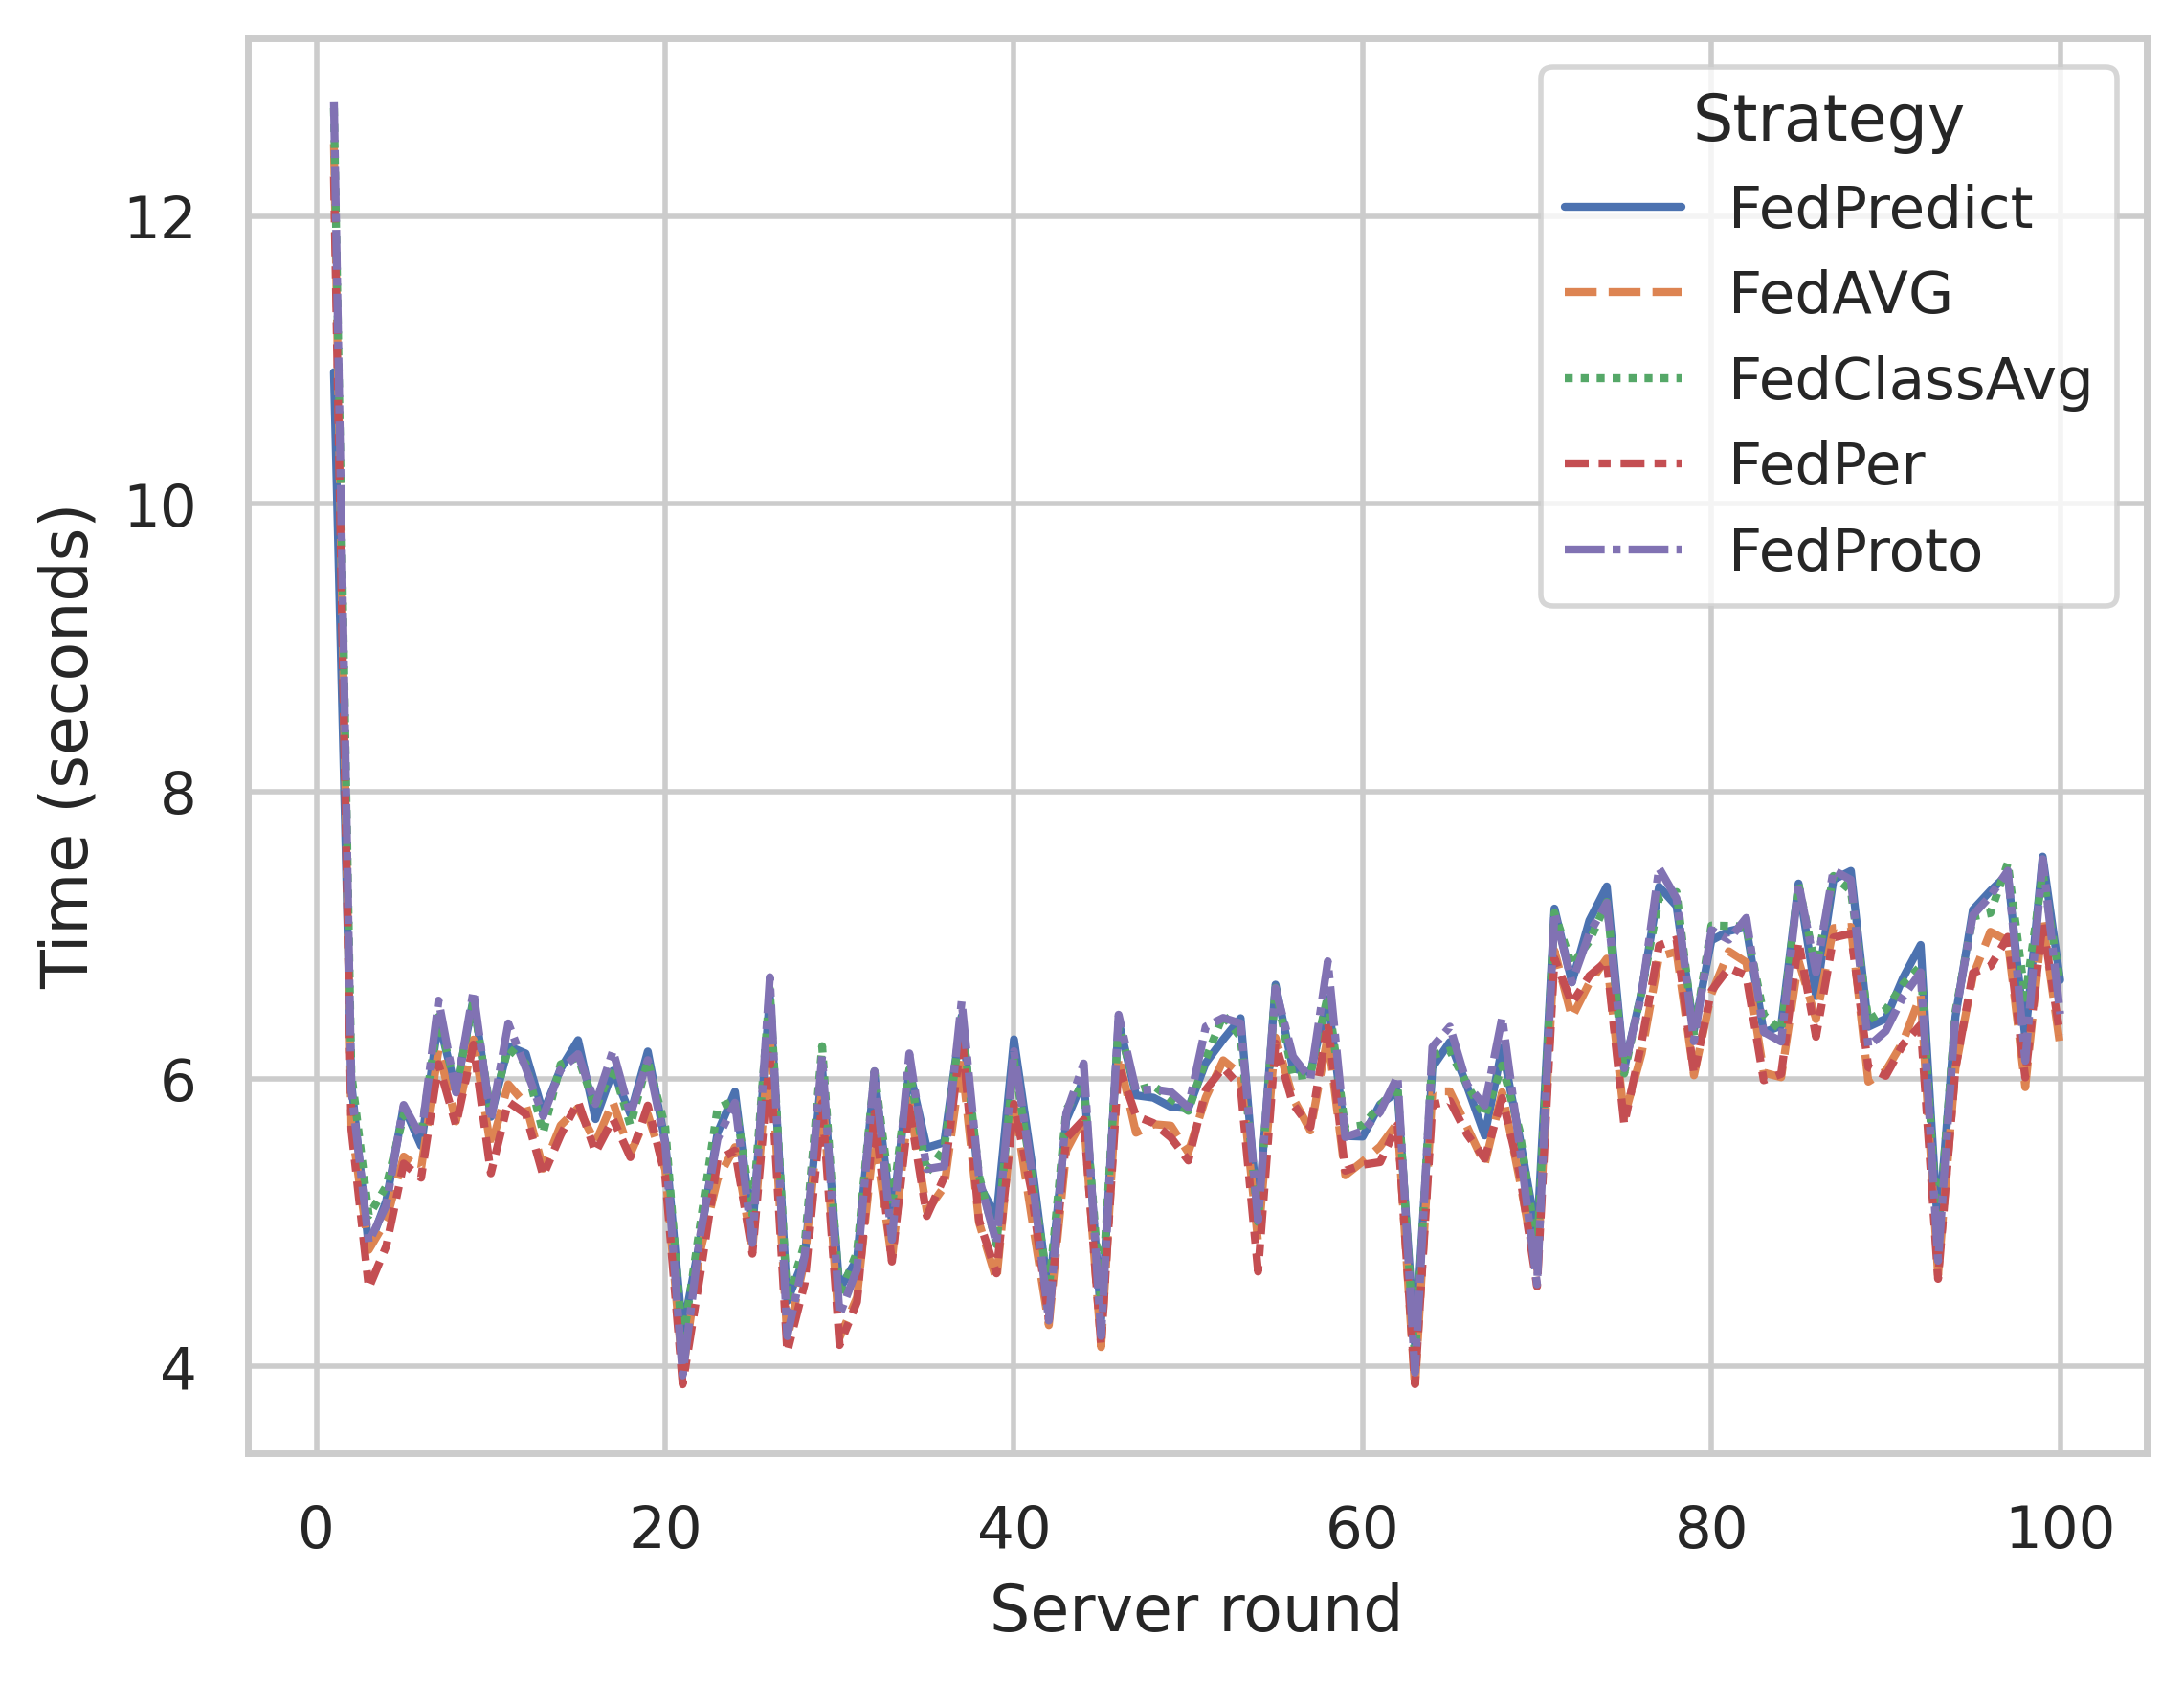 Strategy
FedPredict
FedAVG
FedClassAvg
FedPer
FedProto
Time (seconds)
12
10
8
6
4
0 20 40 60 80 100
Server round